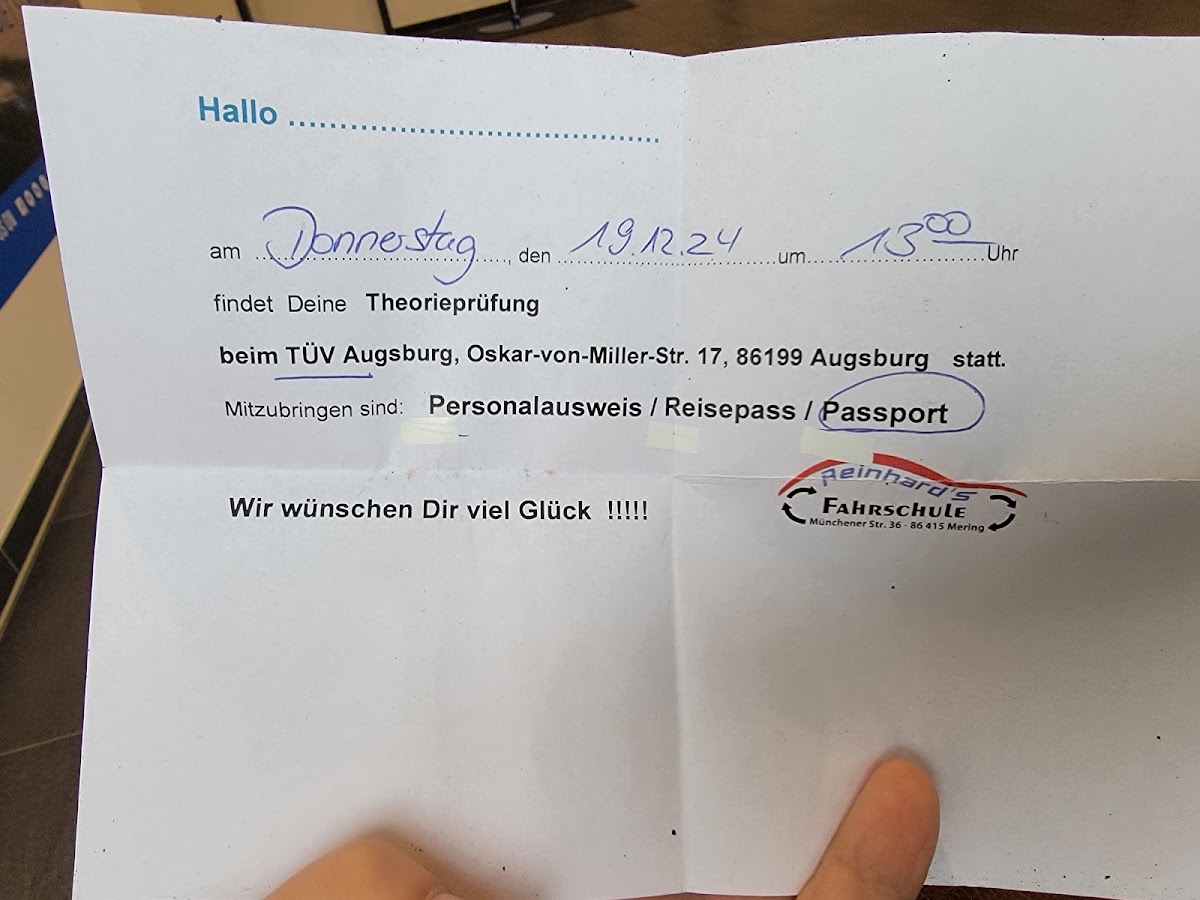 Hallo ........................................
am Donnerstag, den 19.12.24 um 13 00 Uhr
findet Deine Theorieprüfung
beim TÜV Augsburg, Oskar-von-Miller-Str. 17, 86199 Augsburg statt.
Mitzubringen sind: Personalausweis / Reisepass / Passport
Wir wünschen Dir viel Glück !!!!!
Reinhard's
FAHRSCHULE
Münchener Str. 36 - 86 415 Mering